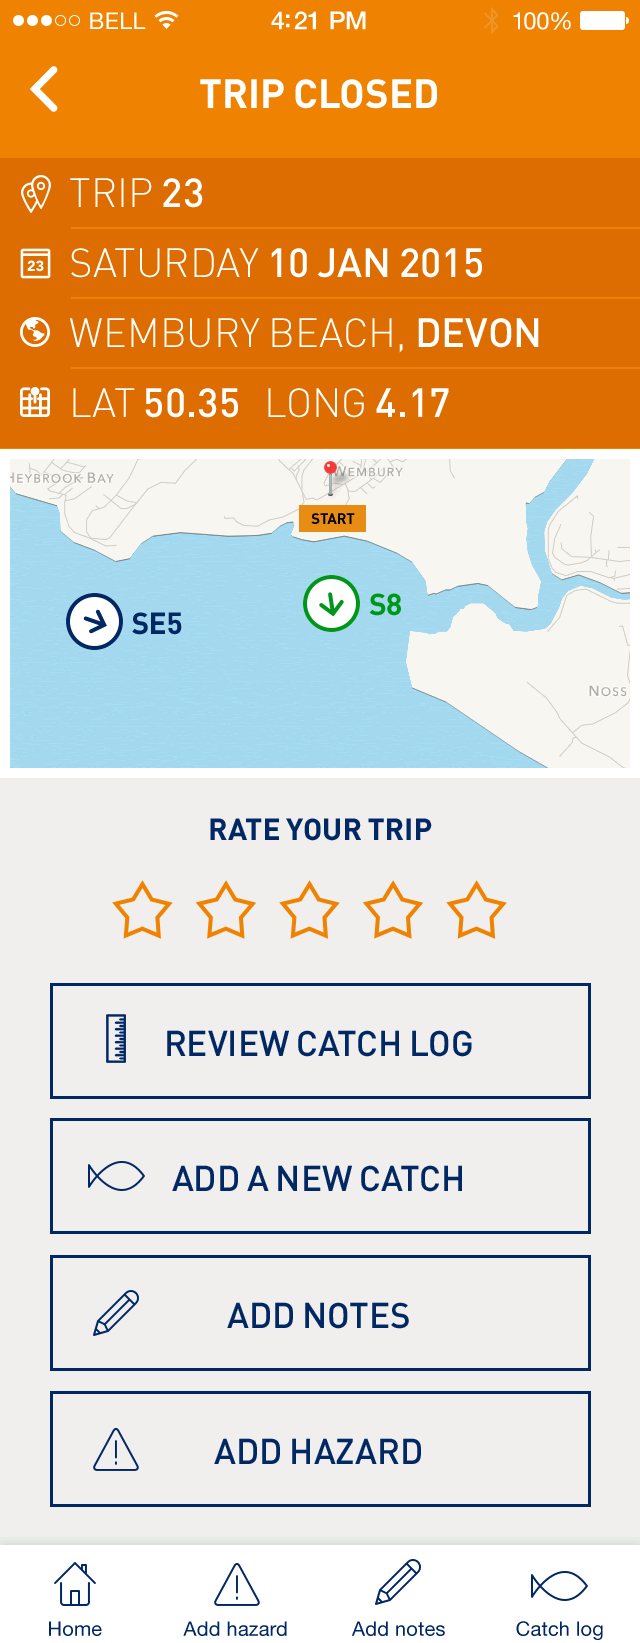 BELL 4:21 PM 100%
TRIP CLOSED
TRIP 23
23
SATURDAY 10 JAN 2015
WEMBURY BEACH, DEVON
LAT 50.35 LONG 4.17
HEYBROOK BAY
WEMBURY
START
SE5
S8
NOSS
RATE YOUR TRIP
REVIEW CATCH LOG
ADD A NEW CATCH
ADD NOTES
ADD HAZARD
Home Add hazard Add notes Catch log